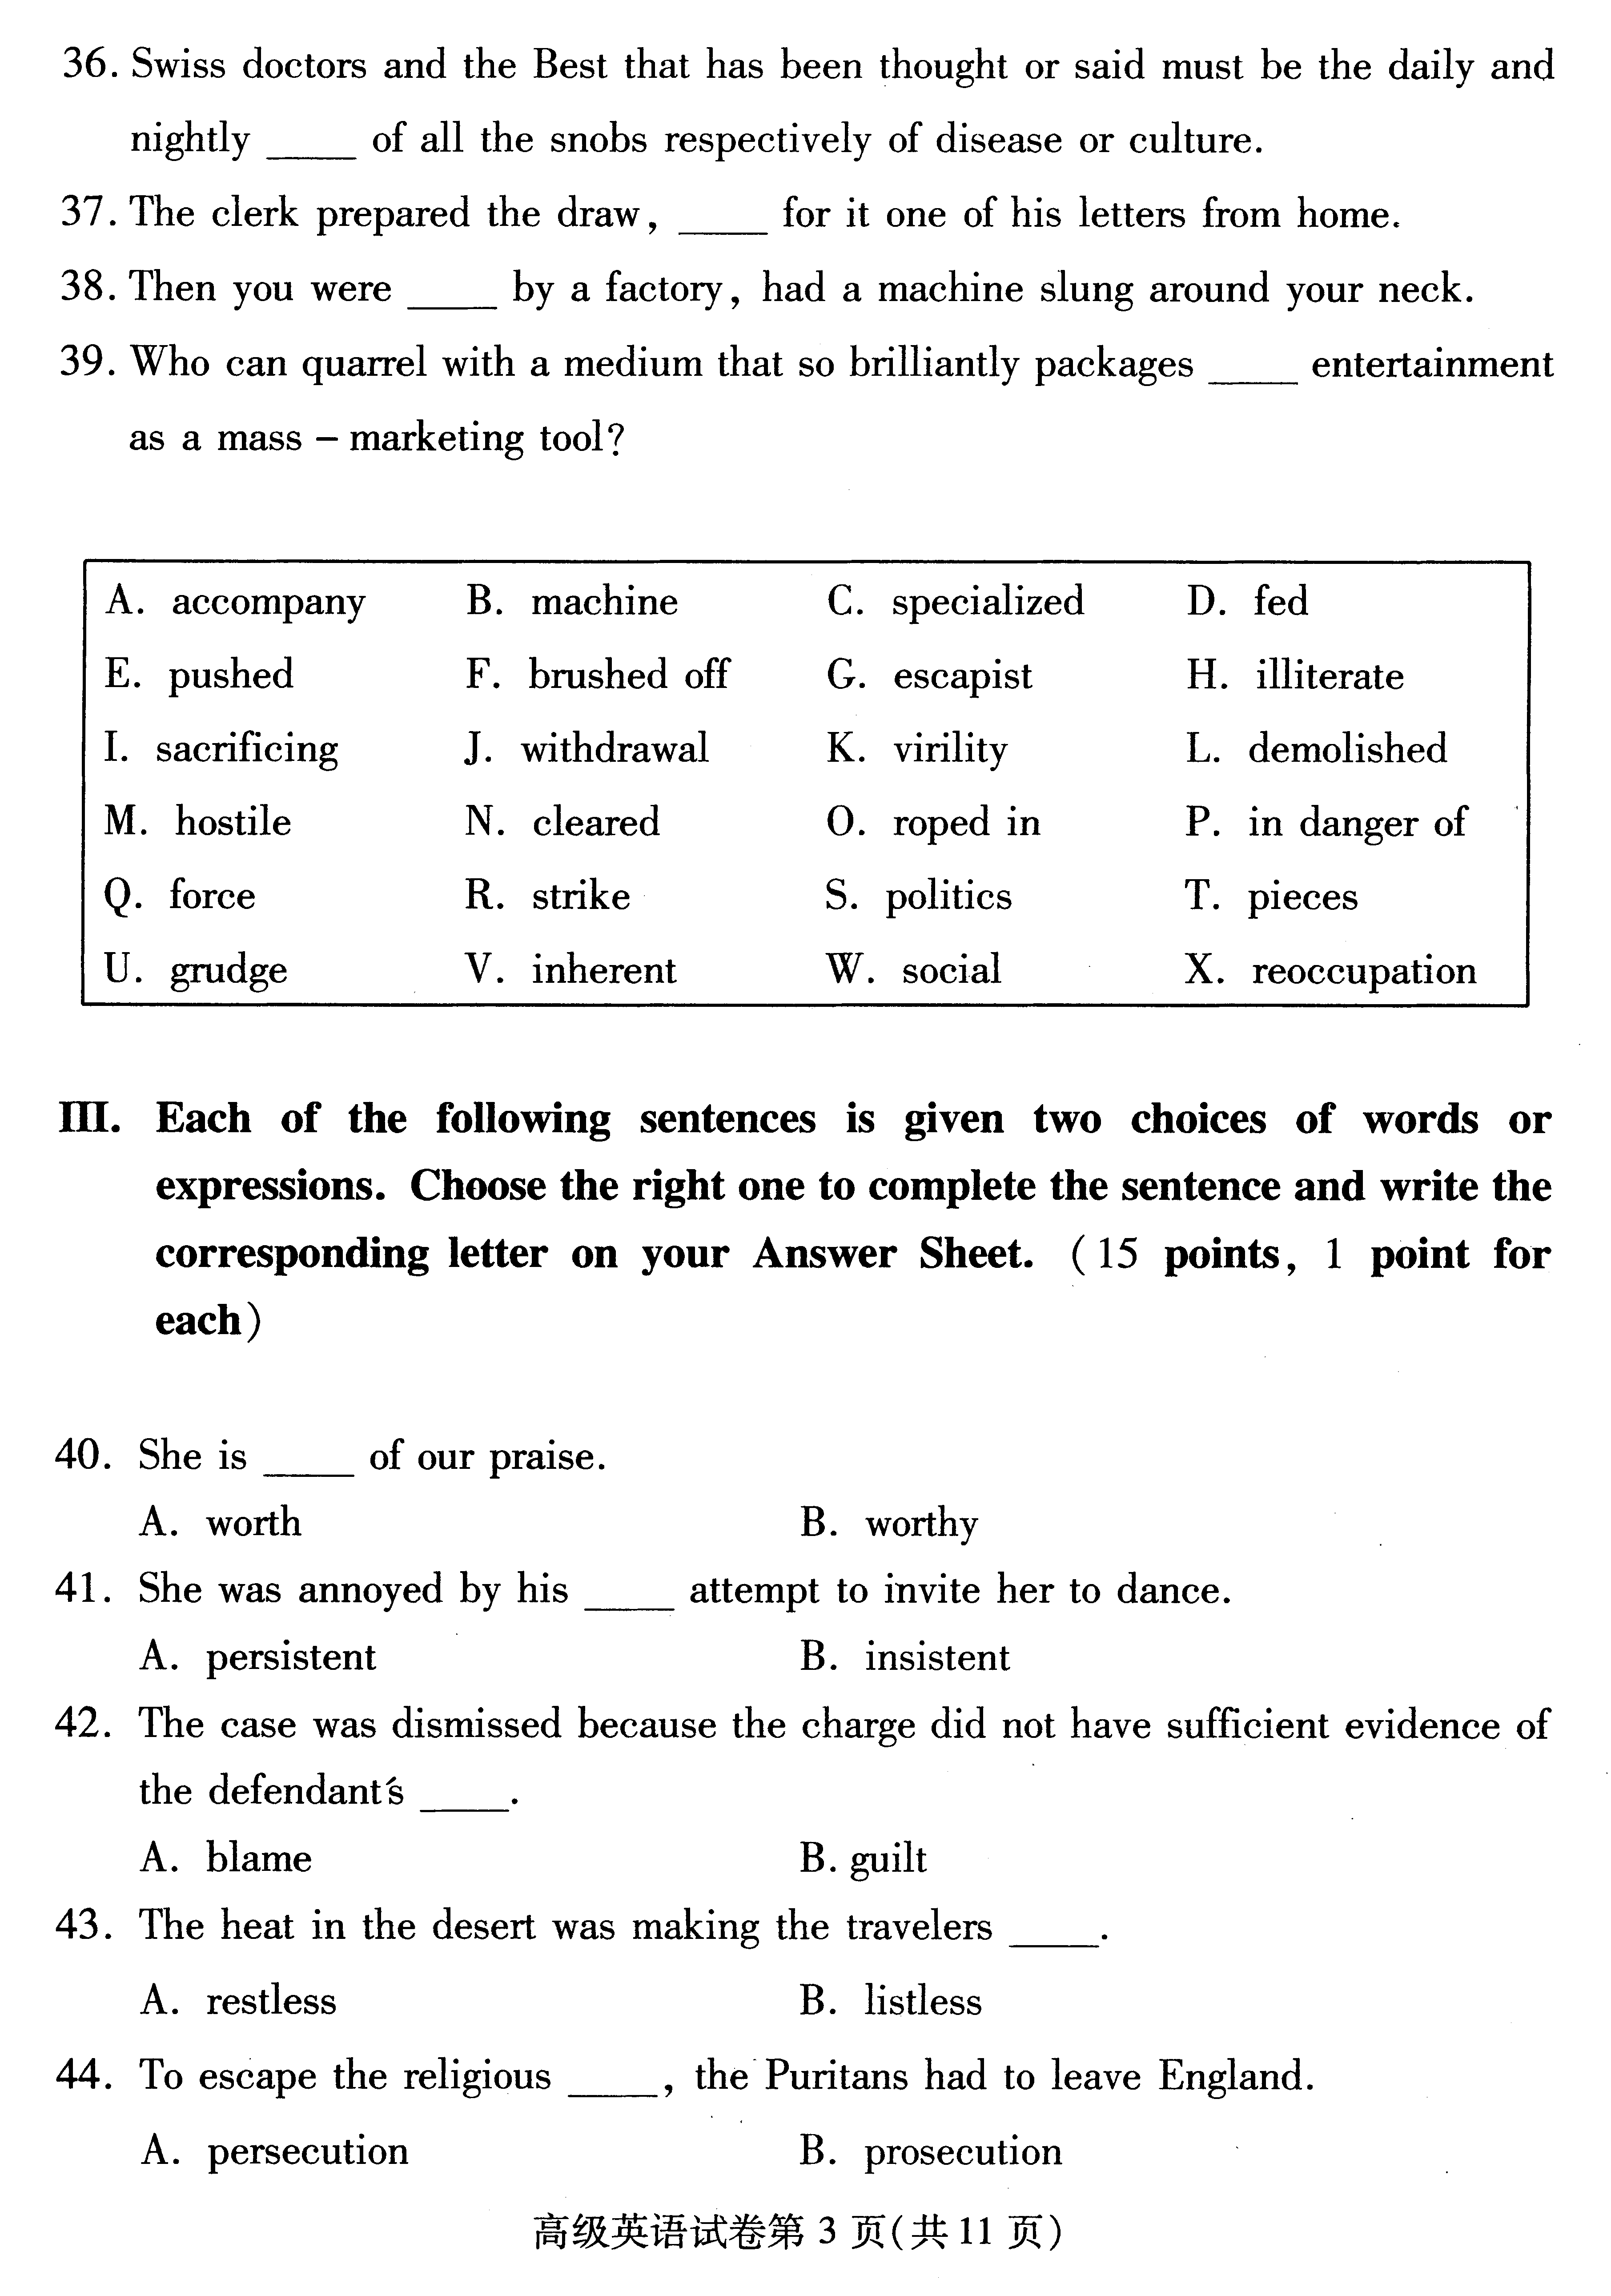 36. Swiss doctors and the Best that has been thought or said must be the daily and
nightly ____ of all the snobs respectively of disease or culture.
37. The clerk prepared the draw, ____ for it one of his letters from home.
38. Then you were ____ by a factory, had a machine slung around your neck.
39. Who can quarrel with a medium that so brilliantly packages ____ entertainment
as a mass – marketing tool?
A. accompany B. machine C. specialized D. fed
E. pushed F. brushed off G. escapist H. illiterate
I. sacrificing J. withdrawal K. virility L. demolished
M. hostile N. cleared O. roped in P. in danger of
Q. force R. strike S. politics T. pieces
U. grudge V. inherent W. social X. reoccupation
III. Each of the following sentences is given two choices of words or
expressions. Choose the right one to complete the sentence and write the
corresponding letter on your Answer Sheet. (15 points, 1 point for
each)
40. She is ____ of our praise.
A. worth B. worthy
41. She was annoyed by his ____ attempt to invite her to dance.
A. persistent B. insistent
42. The case was dismissed because the charge did not have sufficient evidence of
the defendant's ____.
A. blame B. guilt
43. The heat in the desert was making the travelers ____.
A. restless B. listless
44. To escape the religious ____, the Puritans had to leave England.
A. persecution B. prosecution
高级英语试卷第 3 页(共 11 页)